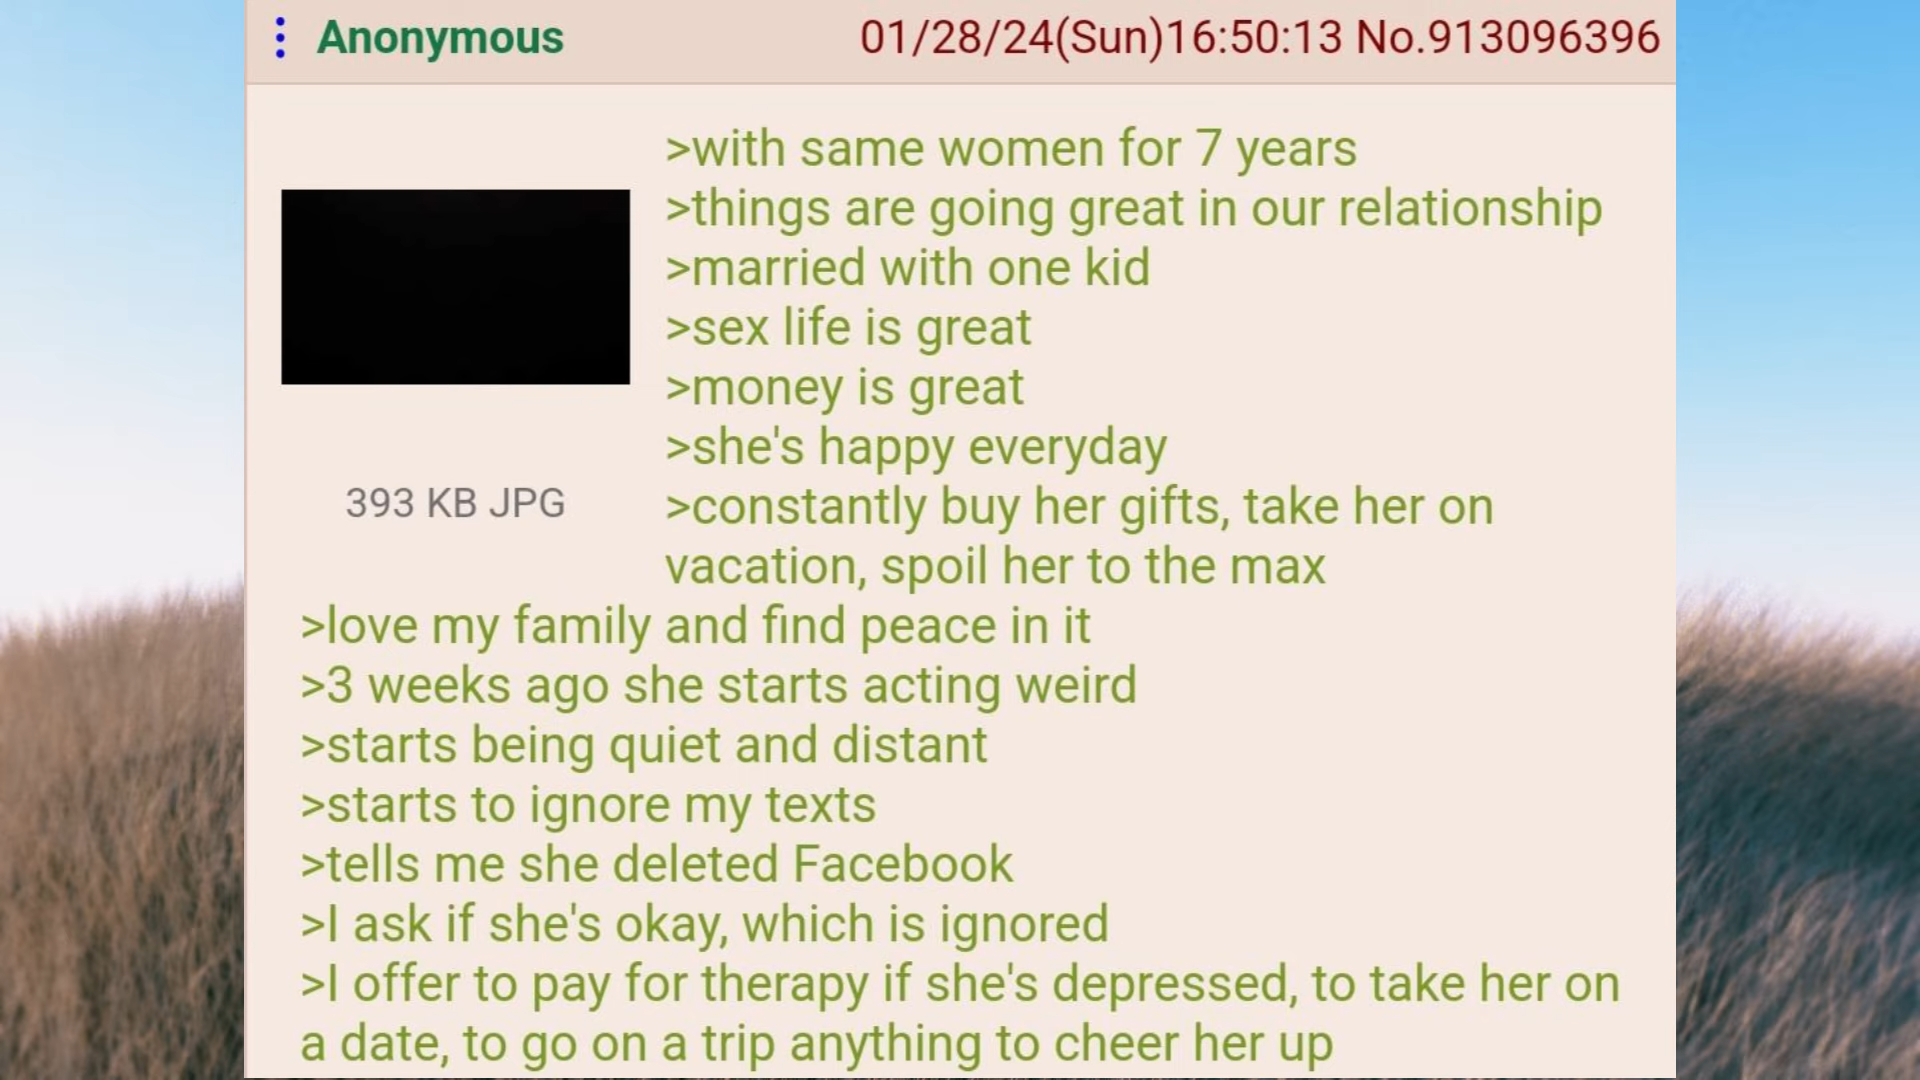 Anonymous 01/28/24(Sun)16:50:13 No.913096396
>with same women for 7 years
>things are going great in our relationship
>married with one kid
>sex life is great
>money is great
>she's happy everyday
393 KB JPG
>constantly buy her gifts, take her on
vacation, spoil her to the max
>love my family and find peace in it
>3 weeks ago she starts acting weird
>starts being quiet and distant
>starts to ignore my texts
>tells me she deleted Facebook
>I ask if she's okay, which is ignored
>I offer to pay for therapy if she's depressed, to take her on
a date, to go on a trip anything to cheer her up